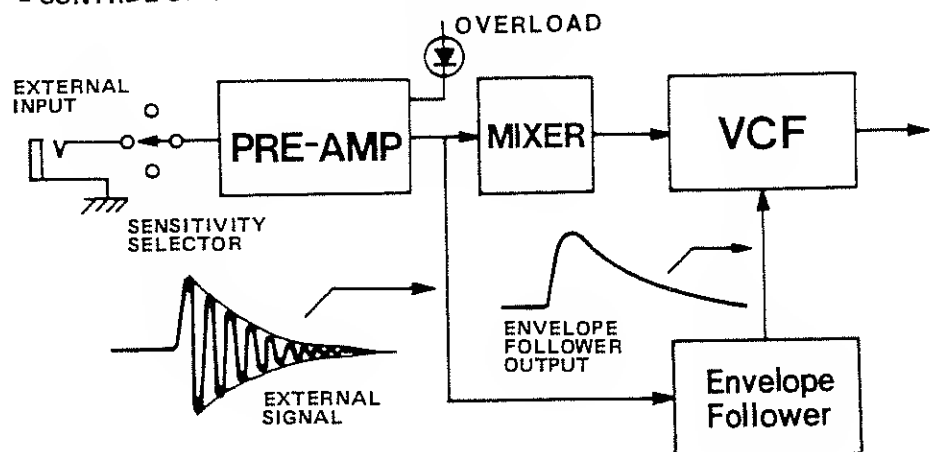 OVERLOAD
EXTERNAL
INPUT
PRE-AMP
MIXER
VCF
SENSITIVITY
SELECTOR
ENVELOPE
FOLLOWER
OUTPUT
EXTERNAL
SIGNAL
Envelope
Follower